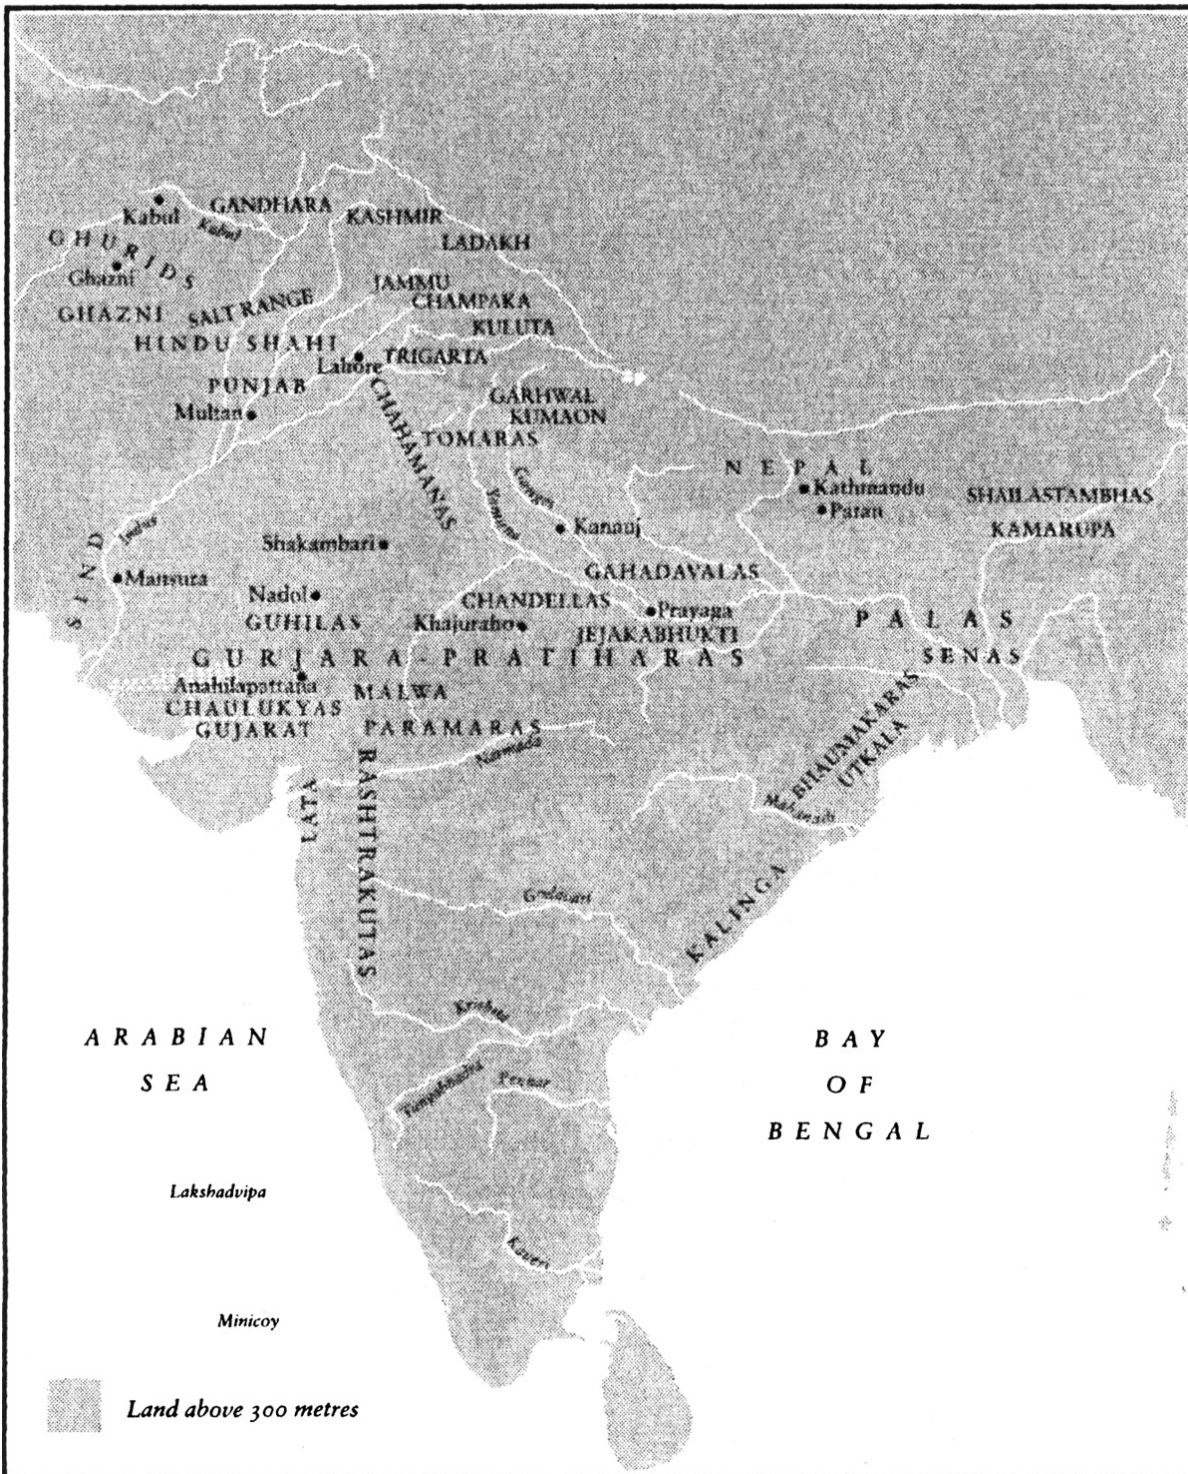 Kabul
GANDHARA
Kabul
KASHMIR
LADAKH
GHURIDS
Ghazni
GHAZNI
SALT RANGE
JAMMU
CHAMPAKA
KULUTA
HINDU SHAHI
Lahore
TRIGARTA
PUNJAB
Multan
CHAHAMANAS
GARHWAL
KUMAON
TOMARAS
Ganges
Yamuna
NEPAL
Kathmandu
Patan
SHAILASTAMBHAS
KAMARUPA
Indus
SIND
Mansura
Shakambari
Kanauj
Nadol
GUHILAS
GAHADAVALAS
CHANDELLAS
Khajuraho
Prayaga
JEJAKABHUKTI
PALAS
SENAS
GURJARA-PRATIHARAS
Anahilapattana
CHAULUKYAS
GUJARAT
MALWA
PARAMARAS
Narmada
BHAUMAKARAS
UTKALA
Mahanadi
LATA
RASHTRAKUTAS
Godavari
KALINGA
Krishna
Tungabhadra
Pennar
ARABIAN
SEA
BAY
OF
BENGAL
Lakshadvipa
Kaveri
Minicoy
Land above 300 metres